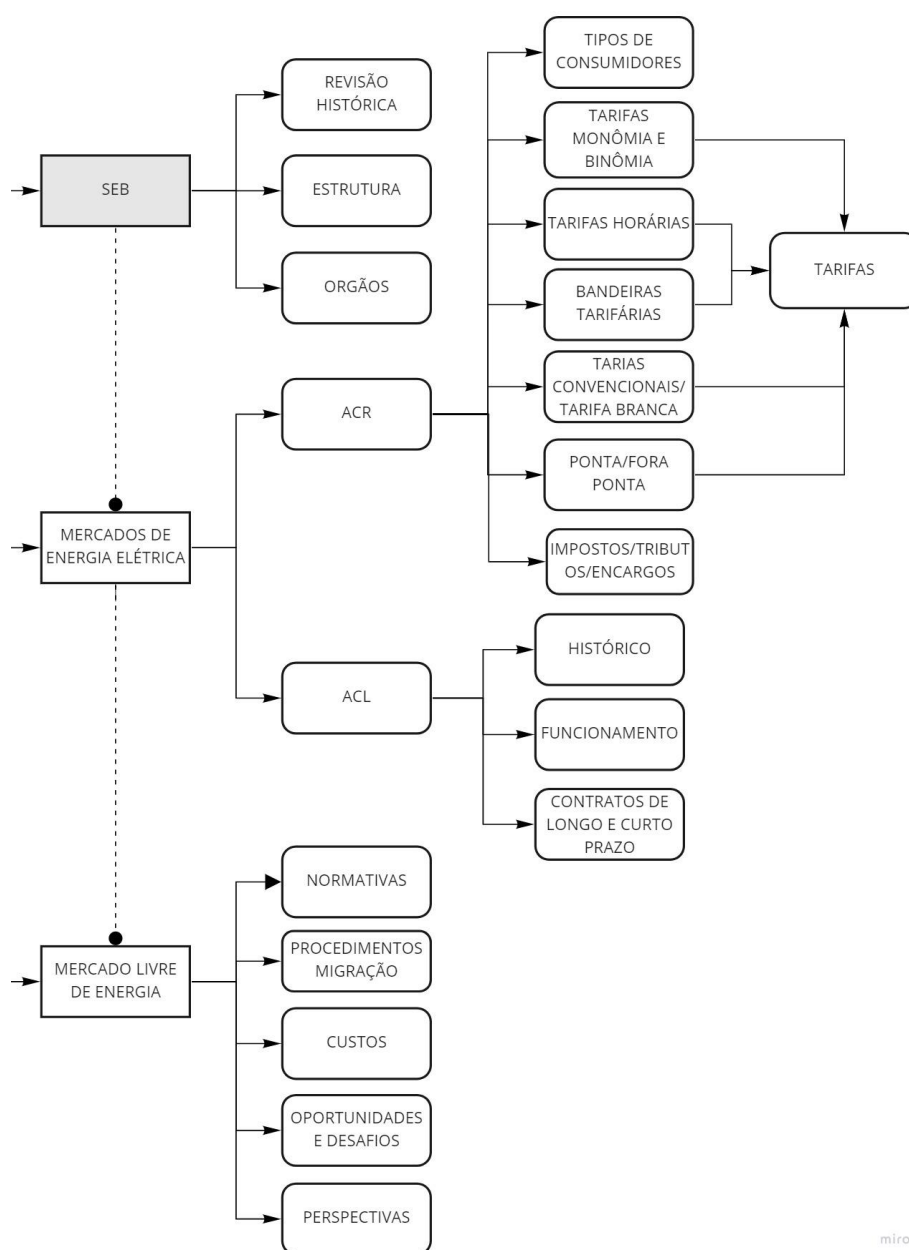 SEB
REVISÃO
HISTÓRICA
ESTRUTURA
ORGÃOS
MERCADOS DE
ENERGIA ELÉTRICA
ACR
TIPOS DE
CONSUMIDORES
TARIFAS
MONÔMIA E
BINÔMIA
TARIFAS HORÁRIAS
BANDEIRAS
TARIFÁRIAS
TARIAS
CONVENCIONAIS/
TARIFA BRANCA
PONTA/FORA
PONTA
IMPOSTOS/TRIBUT
OS/ENCARGOS
TARIFAS
ACL
HISTÓRICO
FUNCIONAMENTO
CONTRATOS DE
LONGO E CURTO
PRAZO
MERCADO LIVRE
DE ENERGIA
NORMATIVAS
PROCEDIMENTOS
MIGRAÇÃO
CUSTOS
OPORTUNIDADES
E DESAFIOS
PERSPECTIVAS
miro